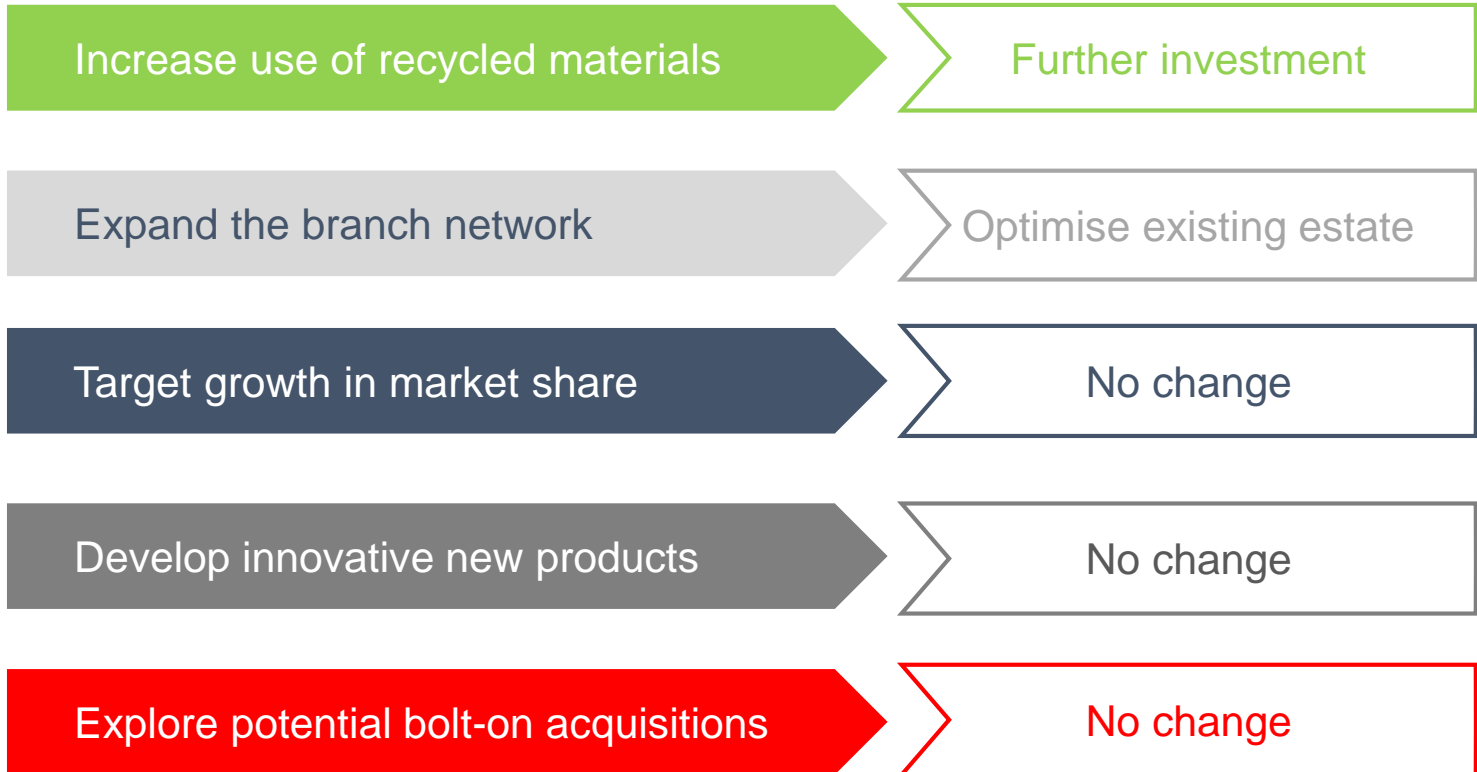 Increase use of recycled materials
Further investment
Expand the branch network
Optimise existing estate
Target growth in market share
No change
Develop innovative new products
No change
Explore potential bolt-on acquisitions
No change